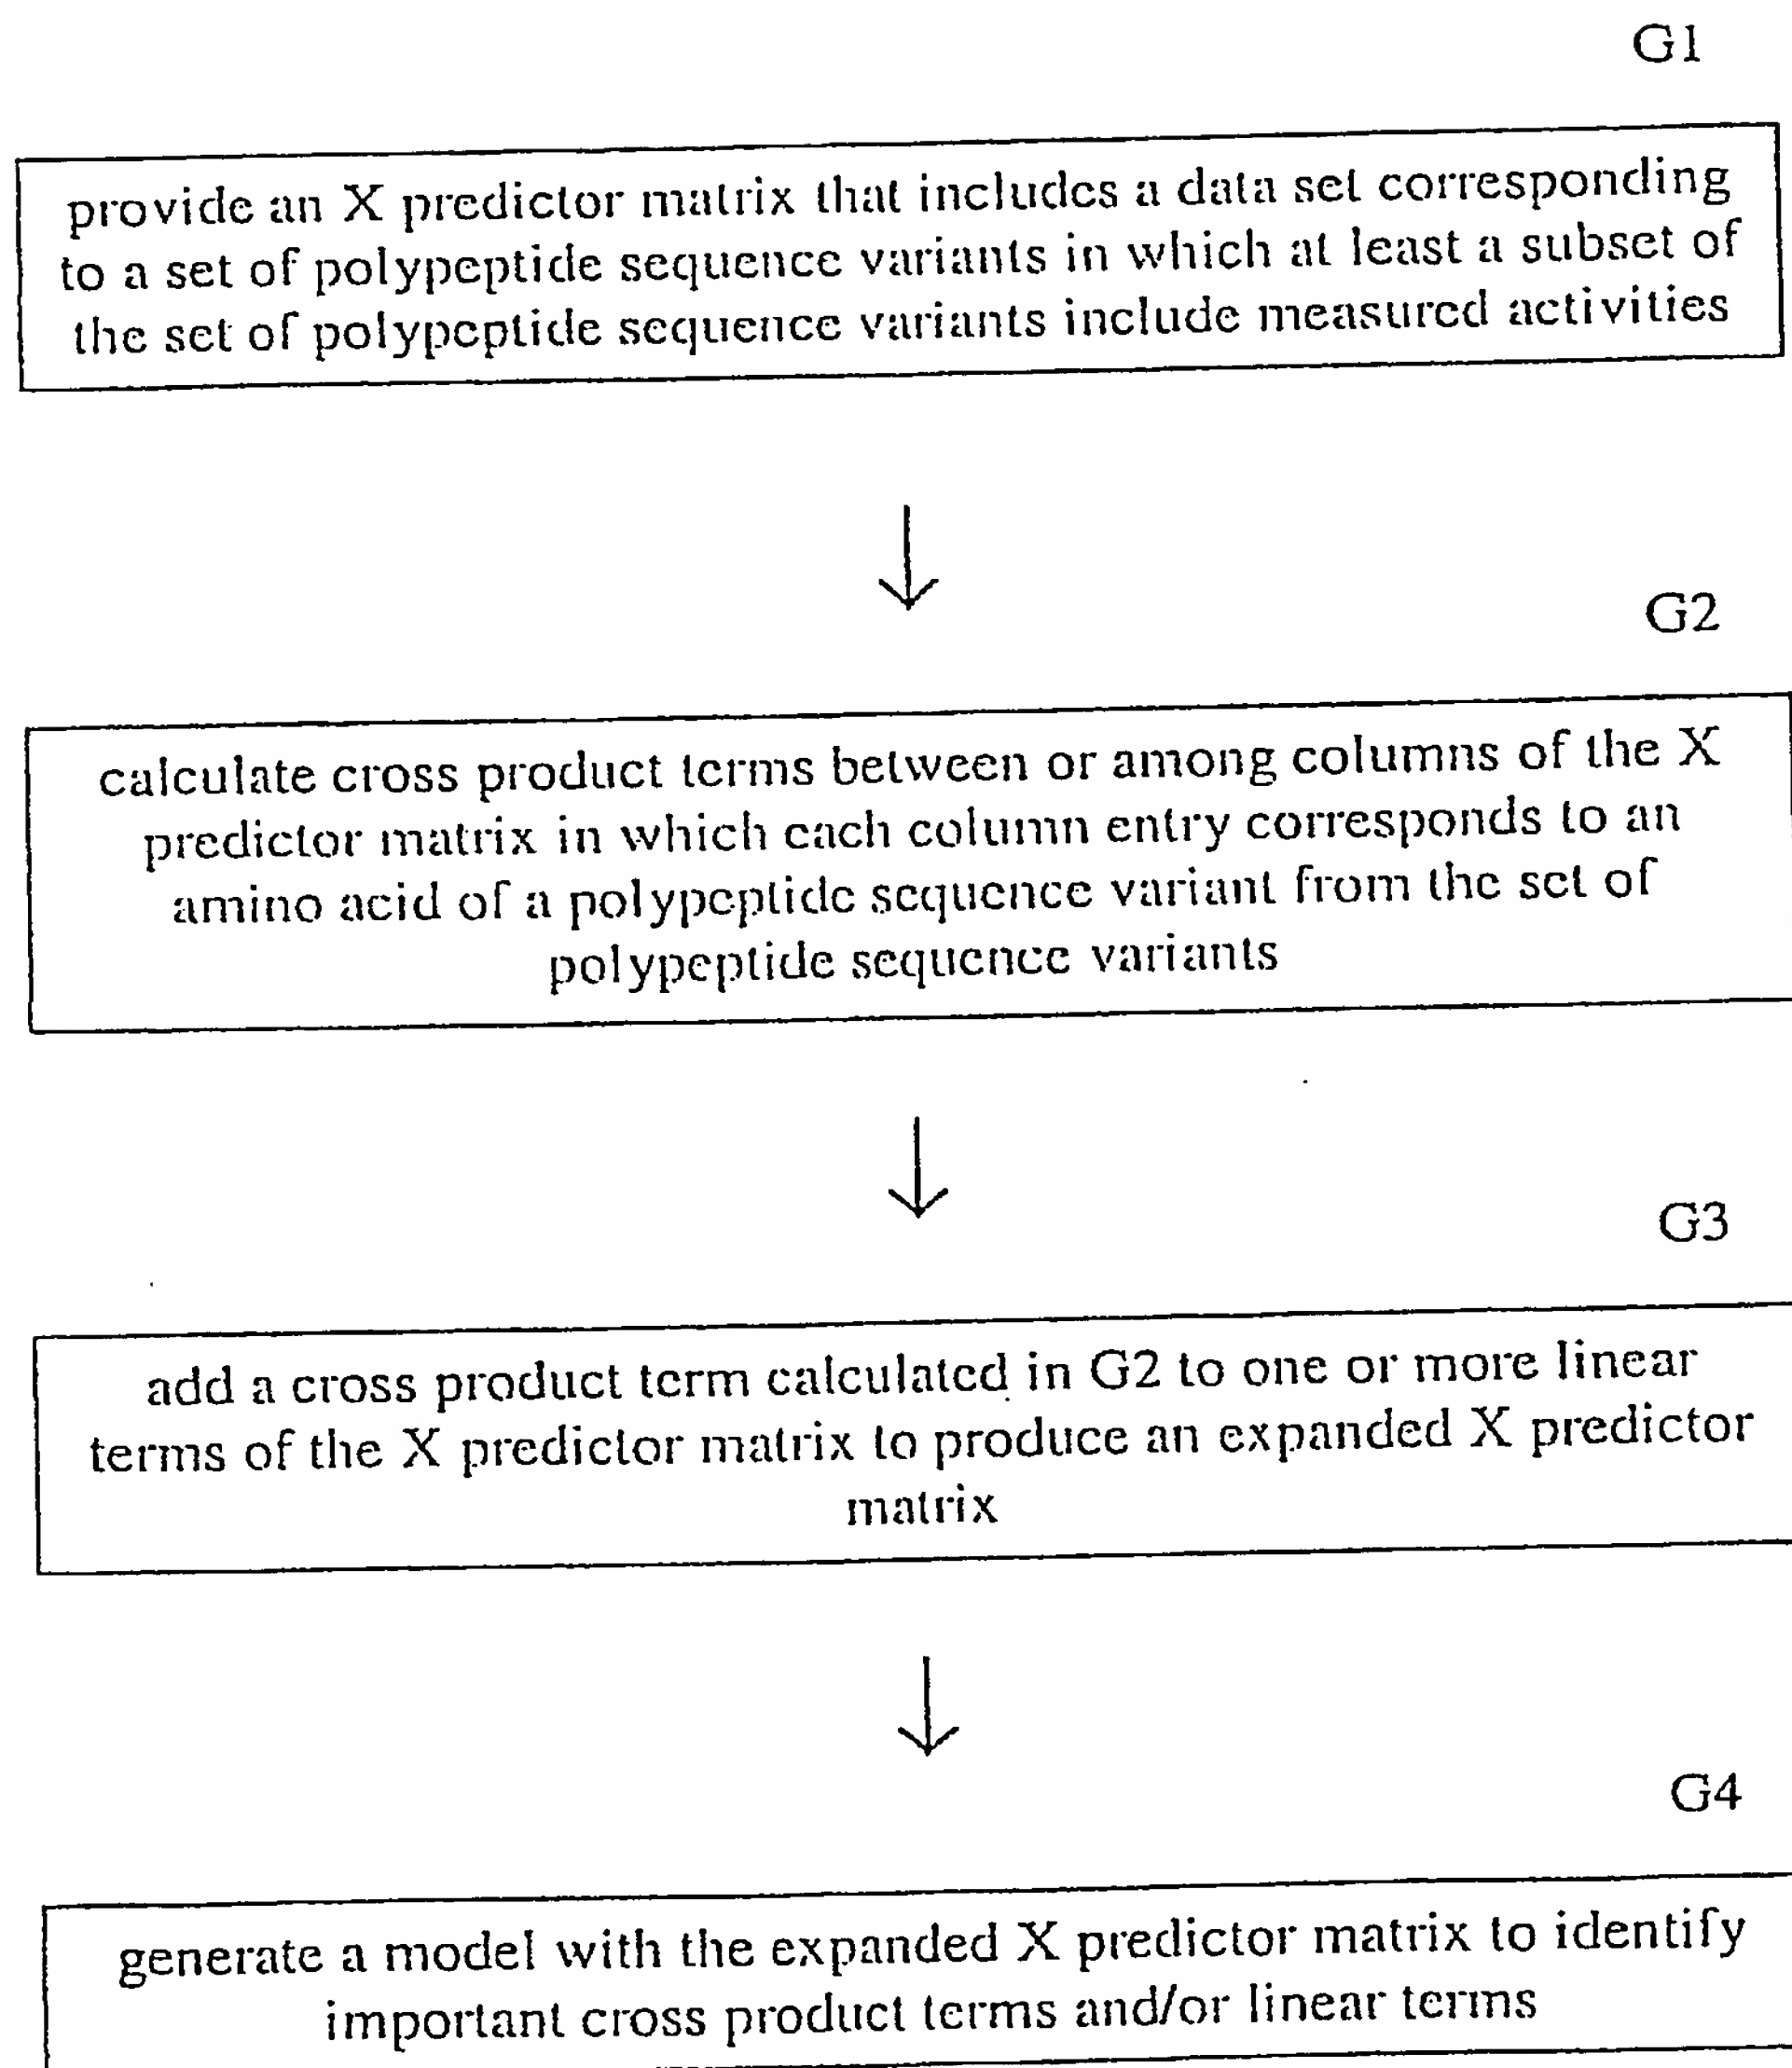 G1
provide an X predictor matrix that includes a data set corresponding
to a set of polypeptide sequence variants in which at least a subset of
the set of polypeptide sequence variants include measured activities
G2
calculate cross product terms between or among columns of the X
predictor matrix in which each column entry corresponds to an
amino acid of a polypeptide sequence variant from the set of
polypeptide sequence variants
G3
add a cross product term calculated in G2 to one or more linear
terms of the X predictor matrix to produce an expanded X predictor
matrix
G4
generate a model with the expanded X predictor matrix to identify
important cross product terms and/or linear terms